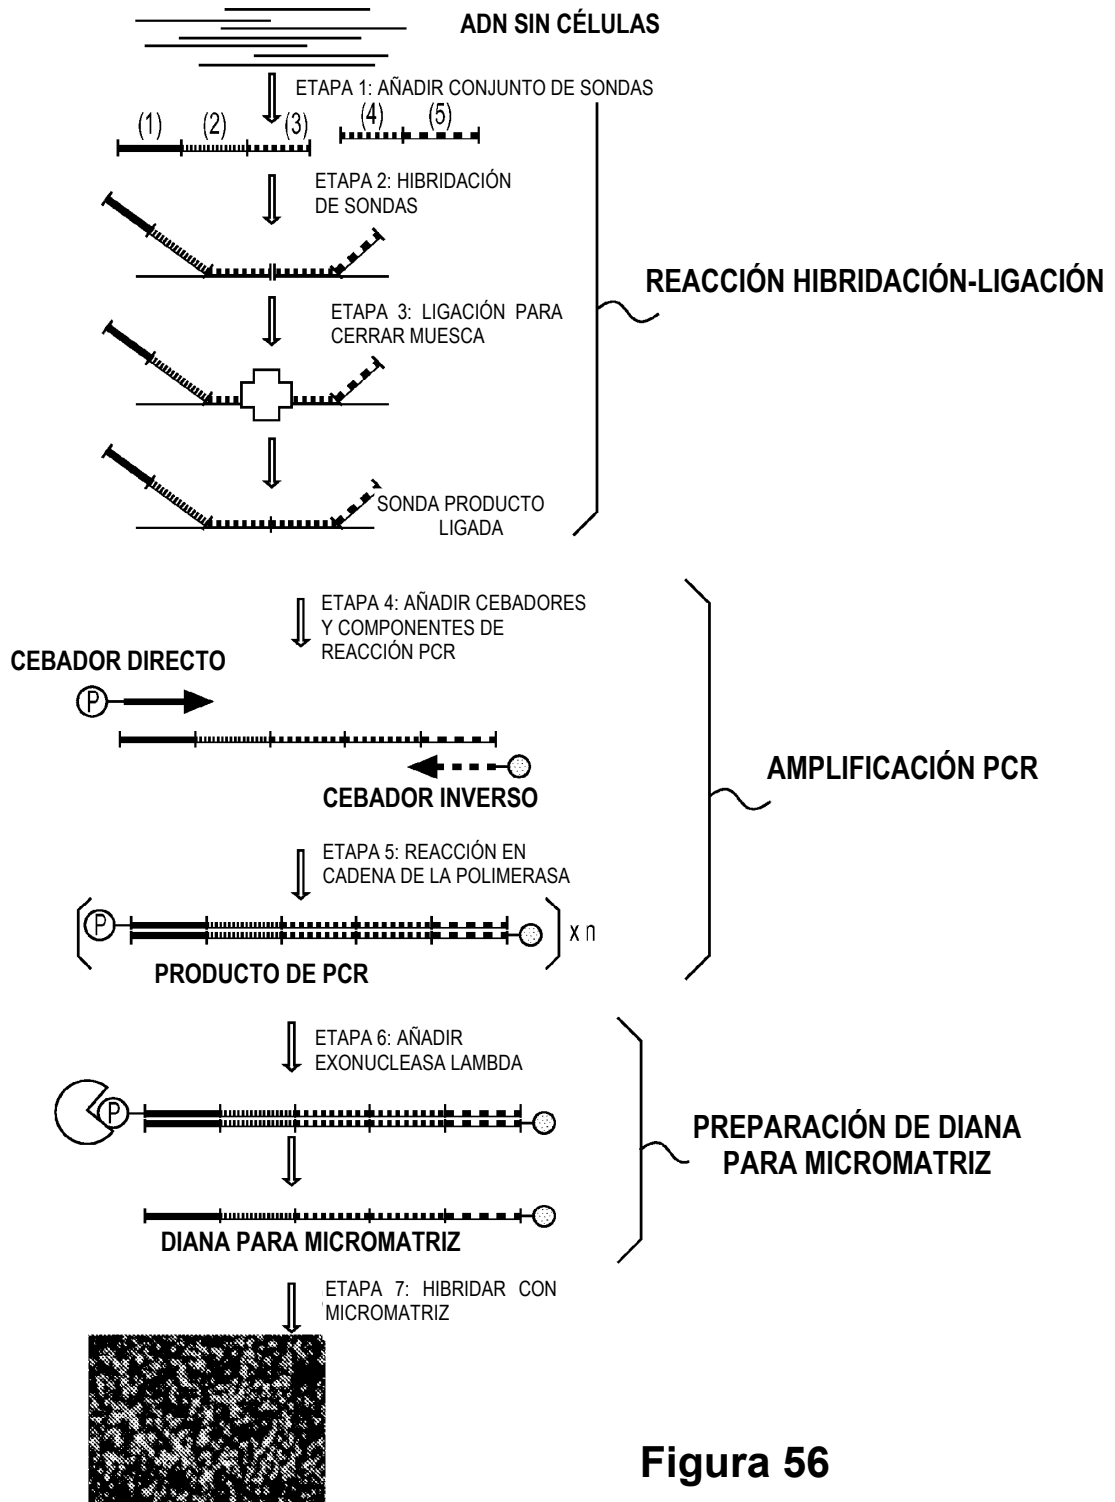 ADN SIN CÉLULAS
ETAPA 1: AÑADIR CONJUNTO DE SONDAS
(1) (2) (3) (4) (5)
ETAPA 2: HIBRIDACIÓN
DE SONDAS
REACCIÓN HIBRIDACIÓN-LIGACIÓN
ETAPA 3: LIGACIÓN PARA
CERRAR MUESCA
SONDA PRODUCTO
LIGADA
ETAPA 4: AÑADIR CEBADORES
Y COMPONENTES DE
REACCIÓN PCR
CEBADOR DIRECTO
P
AMPLIFICACIÓN PCR
CEBADOR INVERSO
ETAPA 5: REACCIÓN EN
CADENA DE LA POLIMERASA
P
x n
PRODUCTO DE PCR
ETAPA 6: AÑADIR
EXONUCLEASA LAMBDA
P
PREPARACIÓN DE DIANA
PARA MICROMATRIZ
DIANA PARA MICROMATRIZ
ETAPA 7: HIBRIDAR CON
MICROMATRIZ
Figura 56